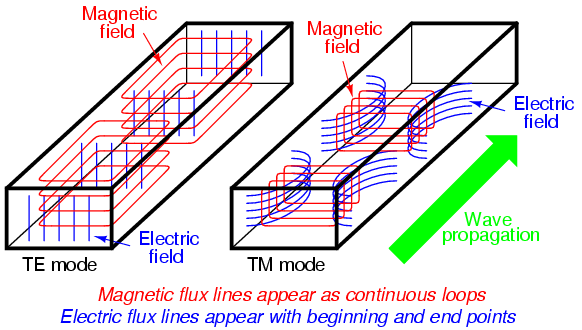 Magnetic
field
Magnetic
field
Electric
field
Wave
propagation
Electric
field
TE mode
TM mode
Magnetic flux lines appear as continuous loops
Electric flux lines appear with beginning and end points